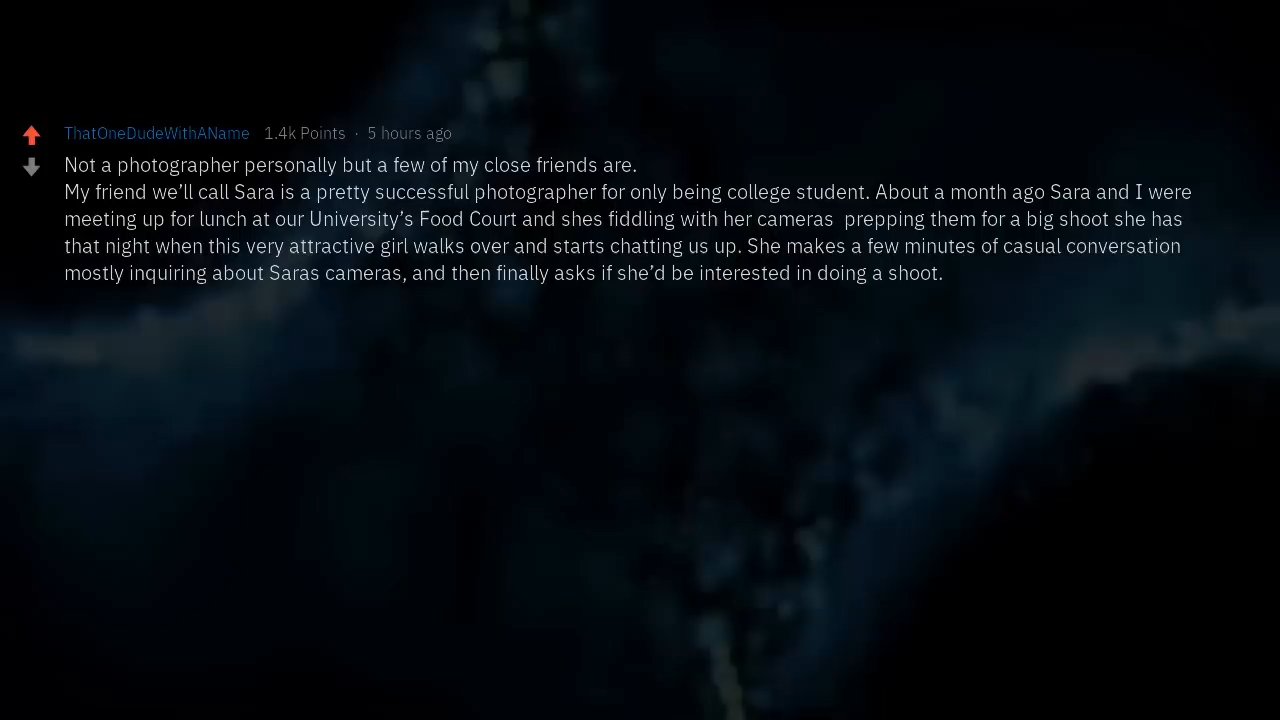 ThatOneDudeWithAName 1.4k Points · 5 hours ago
Not a photographer personally but a few of my close friends are.
My friend we’ll call Sara is a pretty successful photographer for only being college student. About a month ago Sara and I were
meeting up for lunch at our University’s Food Court and shes fiddling with her cameras  prepping them for a big shoot she has
that night when this very attractive girl walks over and starts chatting us up. She makes a few minutes of casual conversation
mostly inquiring about Saras cameras, and then finally asks if she’d be interested in doing a shoot.